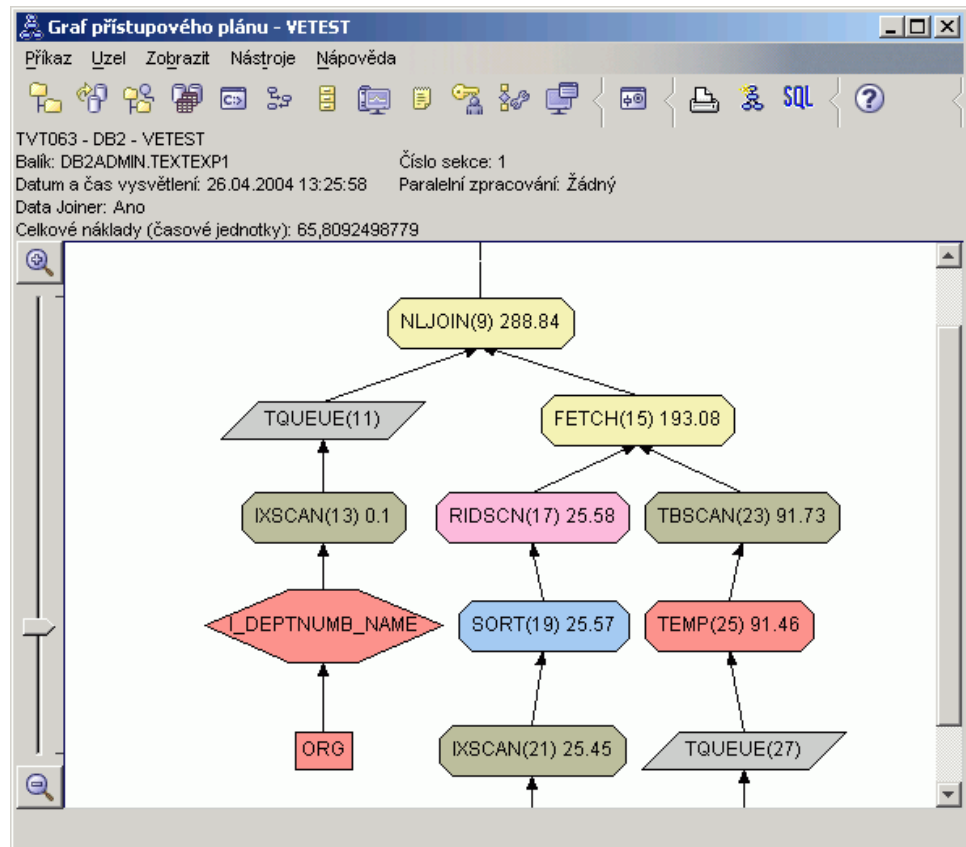 Graf přístupového plánu - VETEST
Příkaz Uzel Zobrazit Nástroje Nápověda
C:\ SQL ?
TVT063 - DB2 - VETEST
Balík: DB2ADMIN.TEXTEXP1 Číslo sekce: 1
Datum a čas vysvětlení: 26.04.2004 13:25:58 Paralelní zpracování: Žádný
Data Joiner: Ano
Celkové náklady (časové jednotky): 65,8092498779
NLJOIN(9) 288.84
TQUEUE(11) FETCH(15) 193.08
IXSCAN(13) 0.1 RIDSCN(17) 25.58 TBSCAN(23) 91.73
I_DEPTNUMB_NAME SORT(19) 25.57 TEMP(25) 91.46
ORG IXSCAN(21) 25.45 TQUEUE(27)